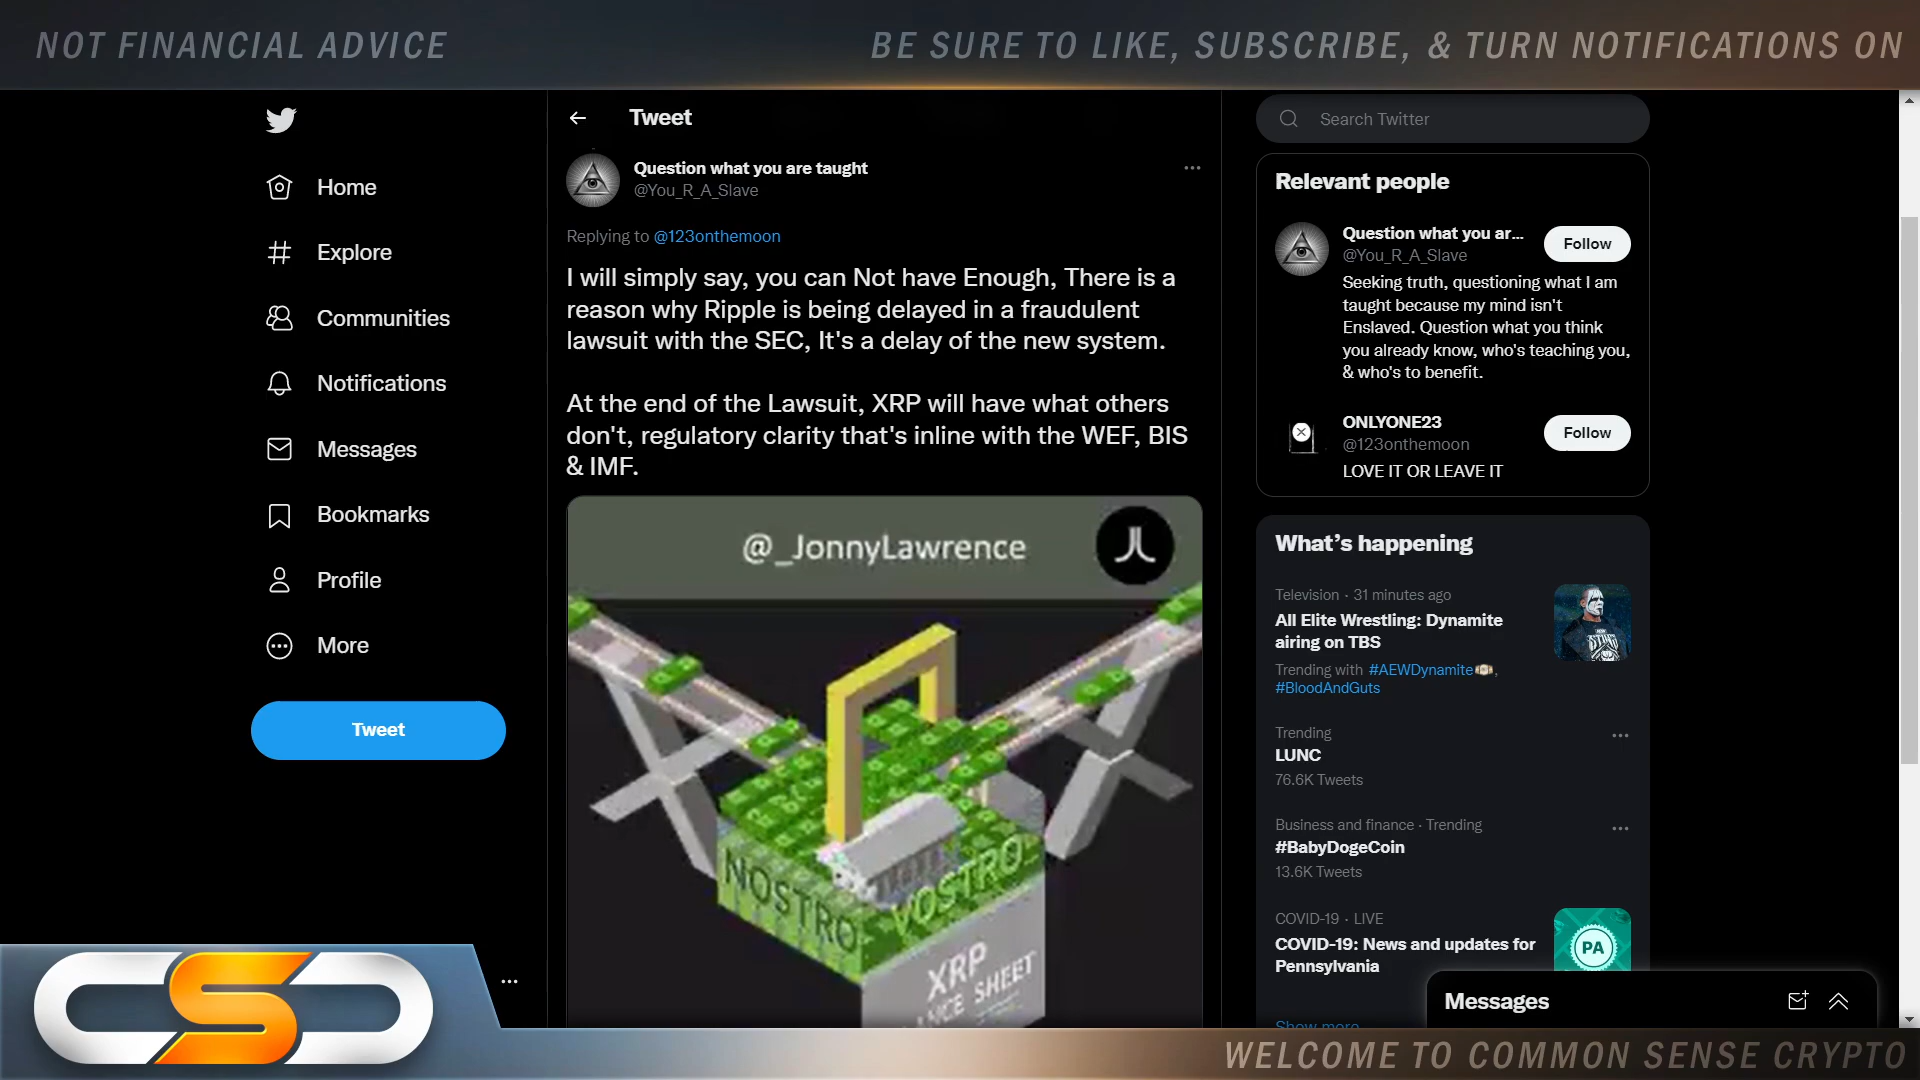 NOT FINANCIAL ADVICE
BE SURE TO LIKE, SUBSCRIBE, & TURN NOTIFICATIONS ON
Home
Explore
Communities
Notifications
Messages
Bookmarks
Profile
More
Tweet
Tweet
Question what you are taught
@You_R_A_Slave
Replying to @123onthemoon
I will simply say, you can Not have Enough, There is a
reason why Ripple is being delayed in a fraudulent
lawsuit with the SEC, It's a delay of the new system.
At the end of the Lawsuit, XRP will have what others
don't, regulatory clarity that's inline with the WEF, BIS
& IMF.
@_JonnyLawrence
NOSTRO
VOSTRO
XRP
SHEET
Search Twitter
Relevant people
Question what you ar...
@You_R_A_Slave
Follow
Seeking truth, questioning what I am
taught because my mind isn't
Enslaved. Question what you think
you already know, who's teaching you,
& who's to benefit.
ONLYONE23
@123onthemoon
Follow
LOVE IT OR LEAVE IT
What's happening
Television · 31 minutes ago
All Elite Wrestling: Dynamite
airing on TBS
Trending with #AEWDynamite,
#BloodAndGuts
Trending
LUNC
76.6K Tweets
Business and finance · Trending
#BabyDogeCoin
13.6K Tweets
COVID-19 · LIVE
COVID-19: News and updates for
Pennsylvania
PA
Show more
Messages
CSC
WELCOME TO COMMON SENSE CRYPTO